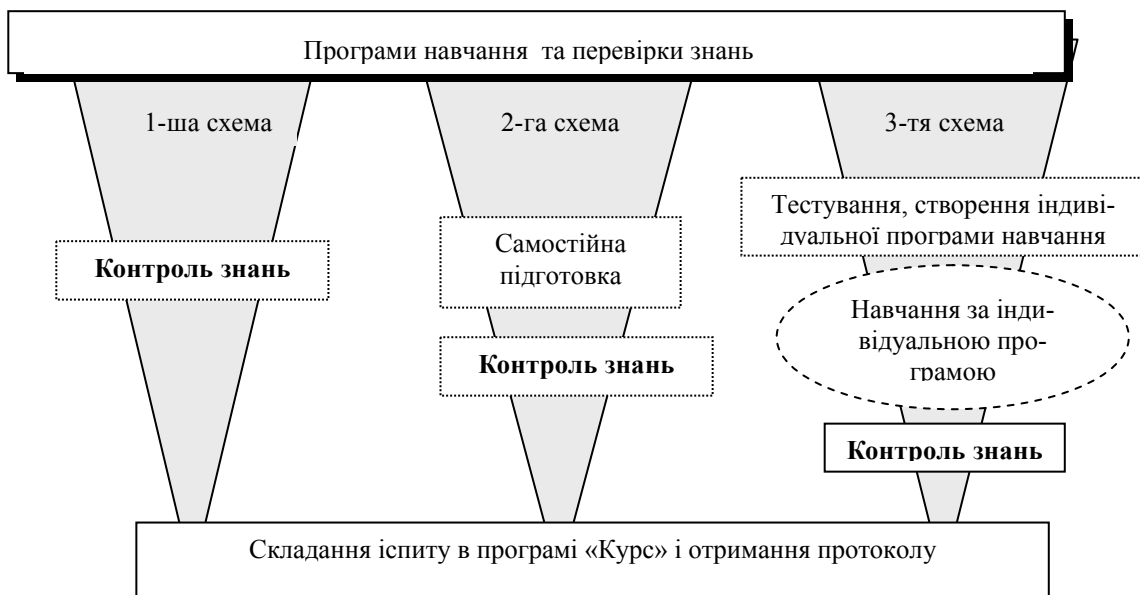 Програми навчання та перевірки знань
1-ша схема
2-га схема
3-тя схема
Контроль знань
Самостійна
підготовка
Контроль знань
Тестування, створення індиві-
дуальної програми навчання
Навчання за інди-
відуальною про-
грамою
Контроль знань
Складання іспиту в програмі «Курс» і отримання протоколу